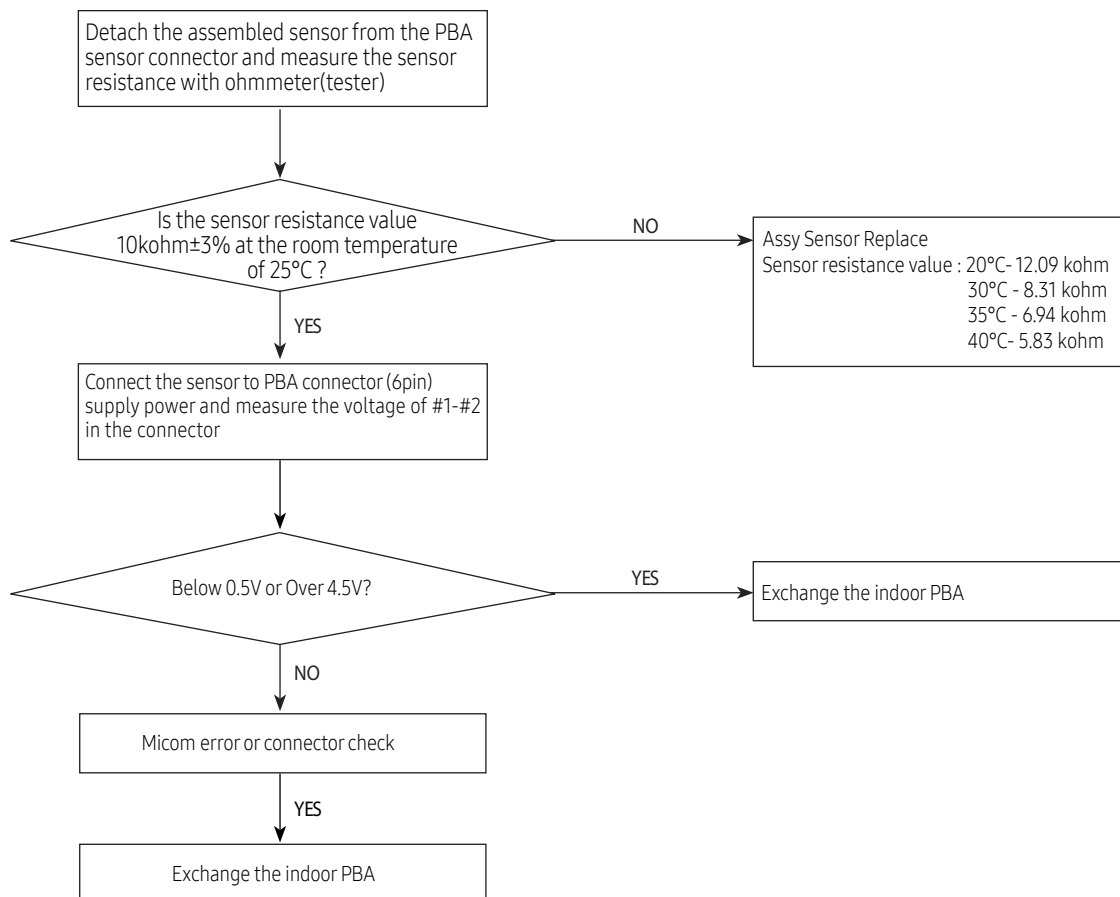 Detach the assembled sensor from the PBA
sensor connector and measure the sensor
resistance with ohmmeter(tester)
Is the sensor resistance value
10kohm±3% at the room temperature
of 25°C ?
NO
Assy Sensor Replace
Sensor resistance value : 20°C- 12.09 kohm
30°C - 8.31 kohm
35°C - 6.94 kohm
40°C- 5.83 kohm
YES
Connect the sensor to PBA connector (6pin)
supply power and measure the voltage of #1-#2
in the connector
Below 0.5V or Over 4.5V?
YES
Exchange the indoor PBA
NO
Micom error or connector check
YES
Exchange the indoor PBA